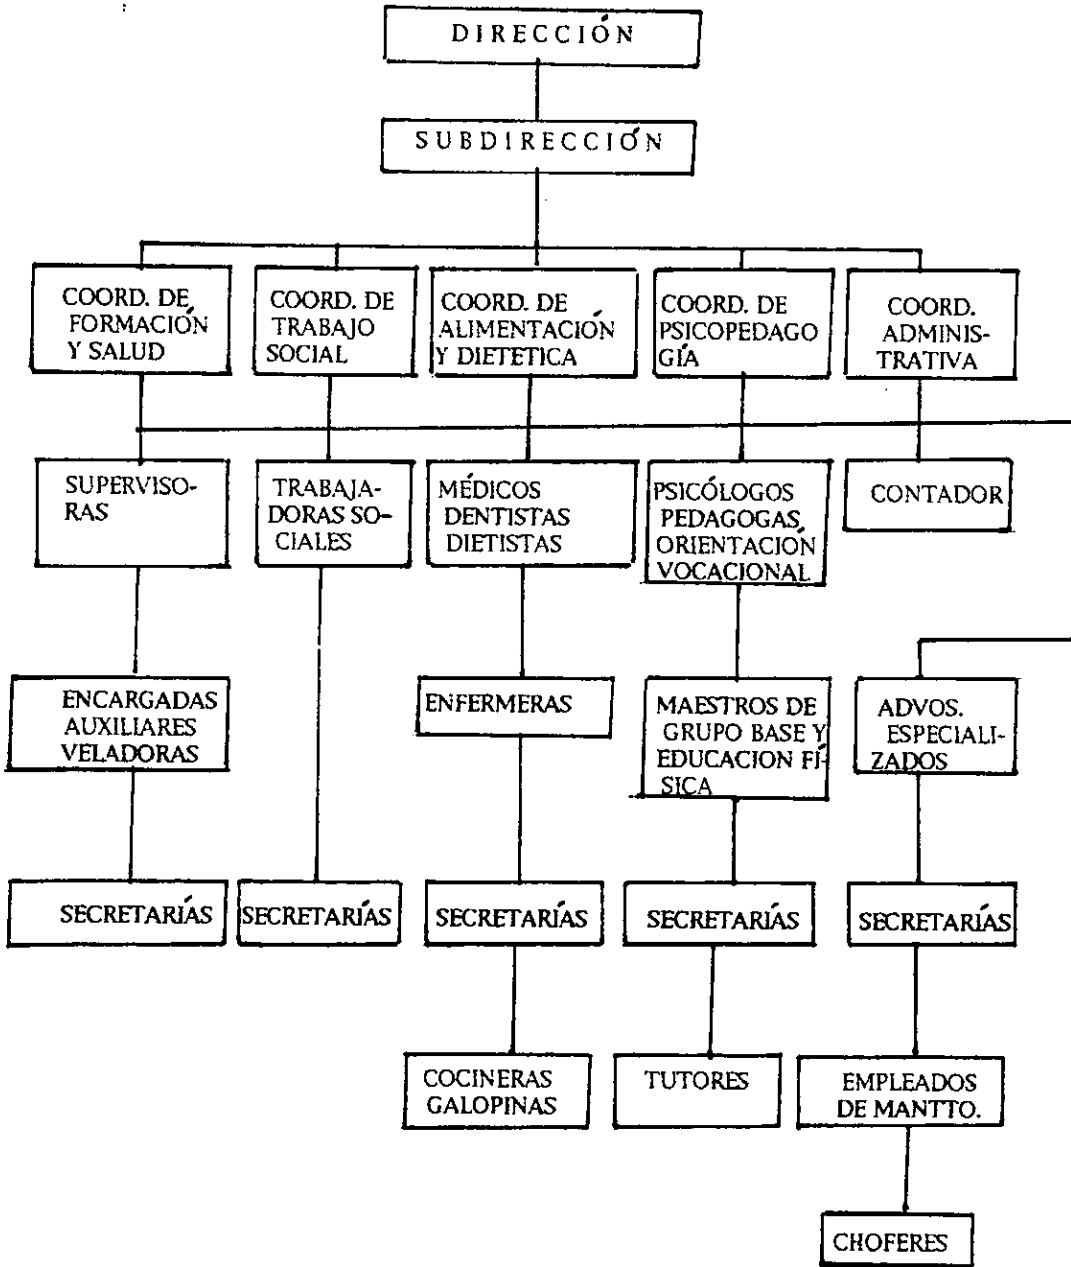 DIRECCIÓN
SUBDIRECCIÓN
COORD. DE
FORMACIÓN
Y SALUD
COORD. DE
TRABAJO
SOCIAL
COORD. DE
ALIMENTACIÓN
Y DIETETICA
COORD. DE
PSICOPEDAGO
GÍA
COORD.
ADMINIS-
TRATIVA
SUPERVISO-
RAS
TRABAJA-
DORAS SO-
CIALES
MÉDICOS
DENTISTAS
DIETISTAS
PSICÓLOGOS
PEDAGOGAS
ORIENTACIÓN
VOCACIONAL
CONTADOR
ENCARGADAS
AUXILIARES
VELADORAS
ENFERMERAS
MAESTROS DE
GRUPO BASE Y
EDUCACION FÍ-
SICA
ADVOS.
ESPECIALI-
ZADOS
SECRETARÍAS
SECRETARÍAS
SECRETARÍAS
SECRETARÍAS
SECRETARÍAS
COCINERAS
GALOPINAS
TUTORES
EMPLEADOS
DE MANTTO.
CHOFERES